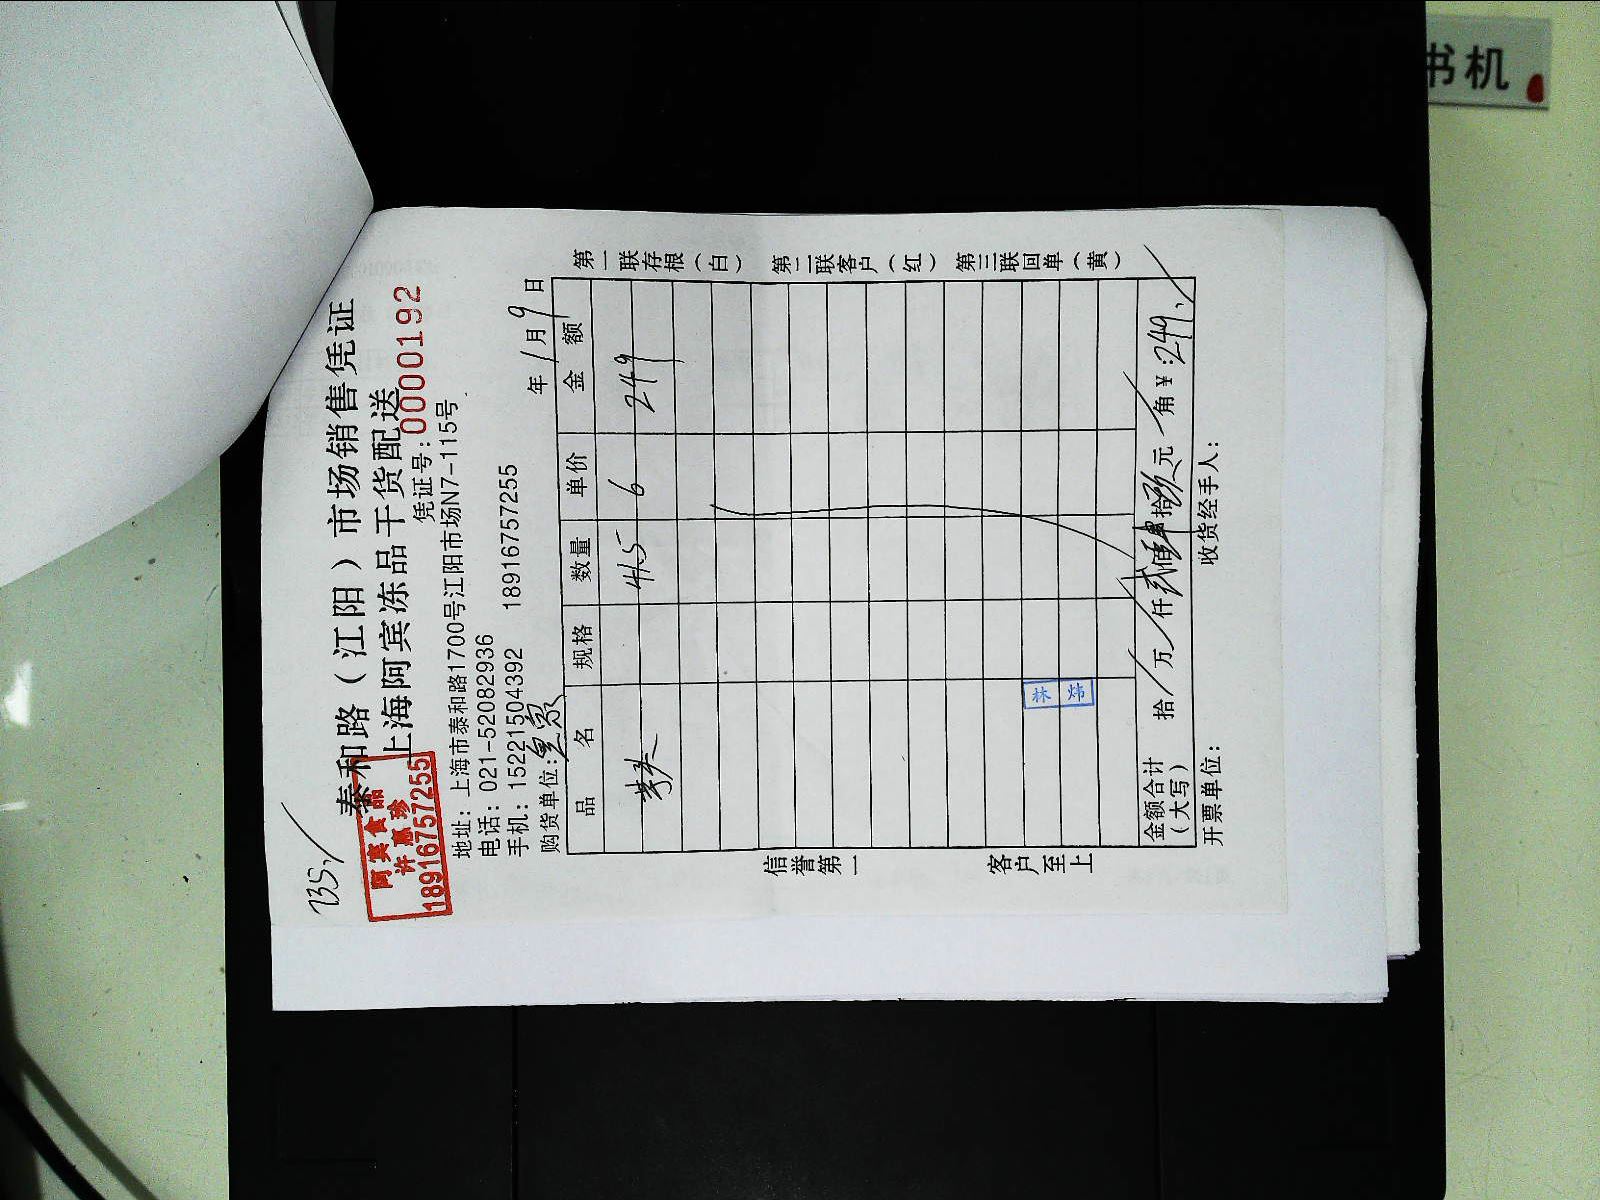 书机
735
泰和路（江阳）市场销售凭证
上海阿宾冻品干货配送
阿宾食品
许惠珍
18916757255
凭证号：0000192
地址：上海市泰和路1700号江阳市场N7-115号
电话：021-52082936
手机：15221504392 18916757255
购货单位： 年1月9日
品名 规格 数量 单价 金额
41.5 6 249
林炜
金额合计（大写） 拾 万 仟贰佰肆拾玖元 角 ￥：249
开票单位： 收货经手人：
信誉第一 客户至上
第一联存根（白） 第二联客户（红） 第三联回单（黄）